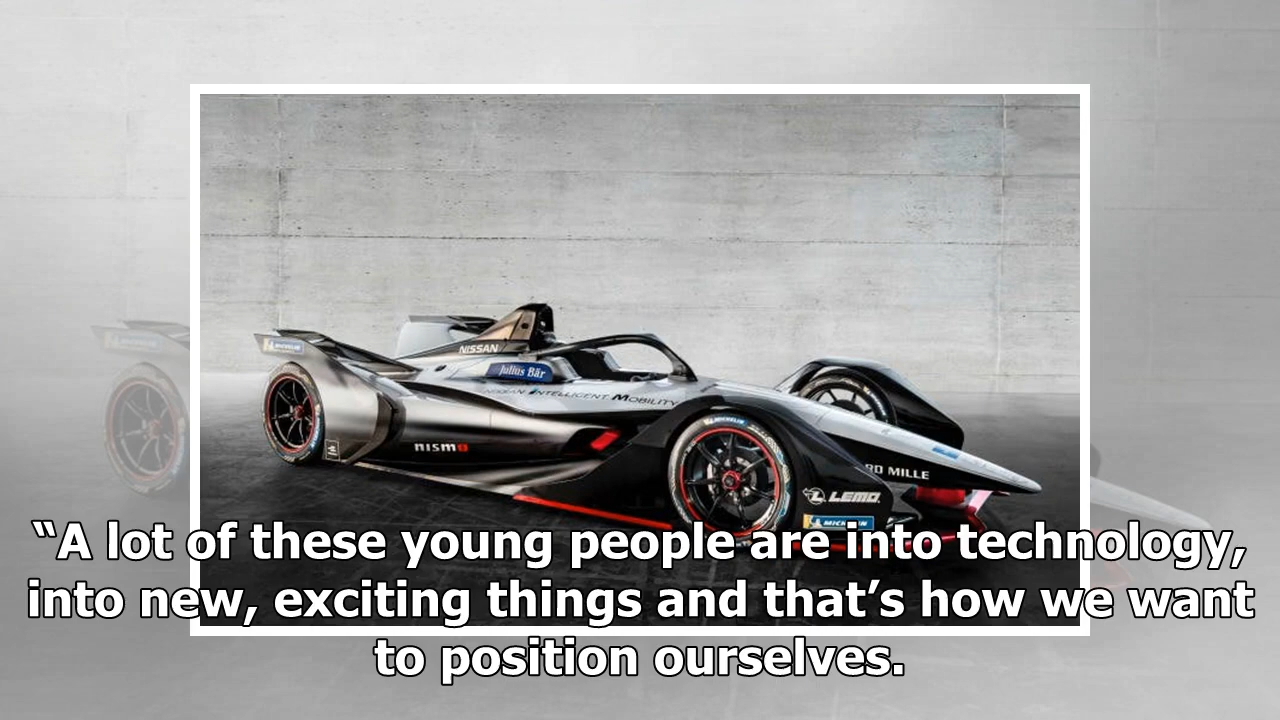 NISSAN
Julius Bär
NISSAN INTELLIGENT MOBILITY
nismo
RD MILLE
LEMO
MICHELIN
“A lot of these young people are into technology,
into new, exciting things and that’s how we want
to position ourselves.